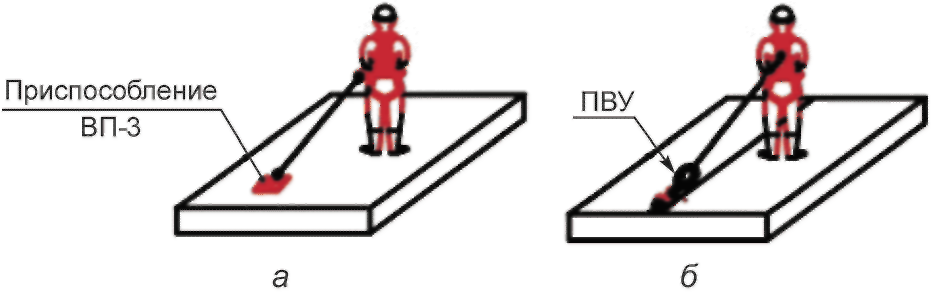 Приспособление
ВП-3
ПВУ
а
б